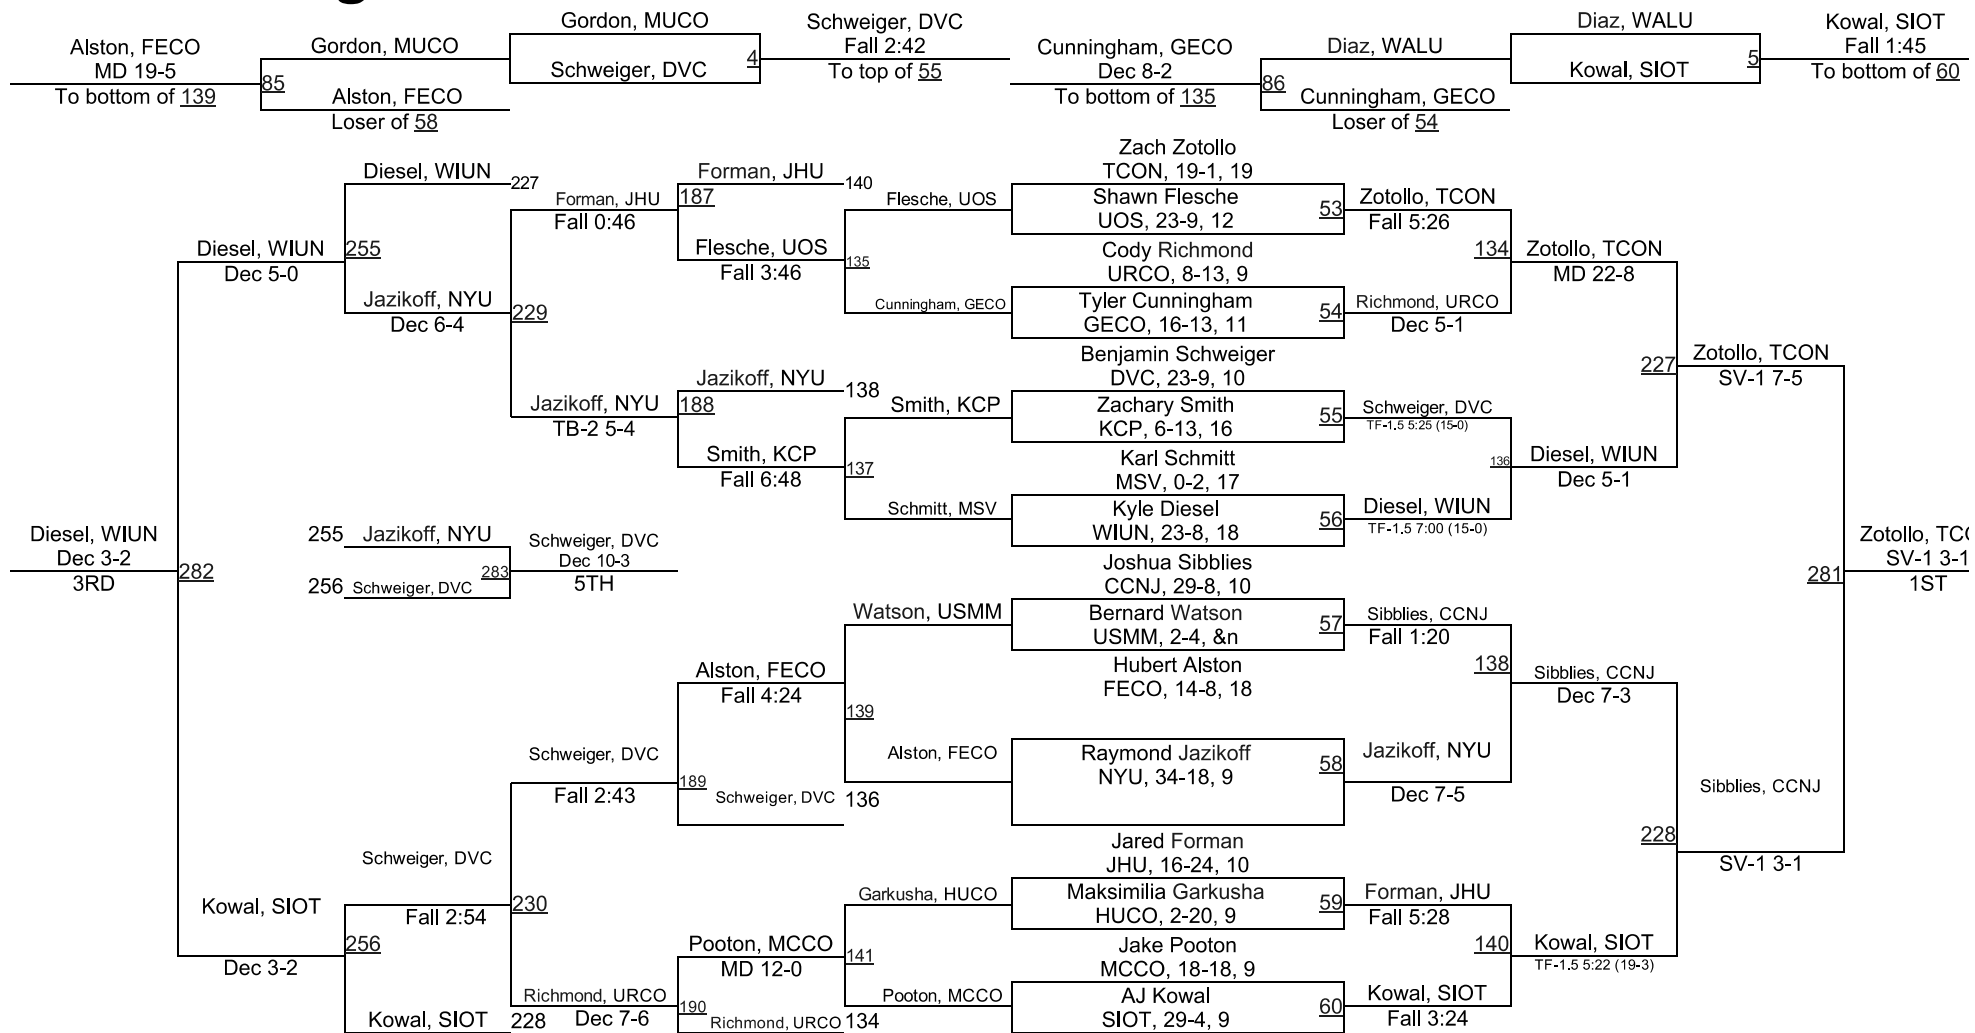 Gordon, MUCO
Schweiger, DVC
Diaz, WALU
Kowal, SIOT
Alston, FECO
Gordon, MUCO
Fall 2:42
Cunningham, GECO
Diaz, WALU
Fall 1:45
MD 19-5
Schweiger, DVC
4
To top of 55
Dec 8-2
Kowal, SIOT
5
To bottom of 60
To bottom of 139
85
Alston, FECO
To bottom of 135
86
Cunningham, GECO
Loser of 58
Loser of 54
Zach Zotollo
TCON, 19-1, 19
Shawn Flesche
UOS, 23-9, 12
53
Cody Richmond
URCO, 8-13, 9
Tyler Cunningham
GECO, 16-13, 11
54
Benjamin Schweiger
DVC, 23-9, 10
Zachary Smith
KCP, 6-13, 16
55
Karl Schmitt
MSV, 0-2, 17
Kyle Diesel
WIUN, 23-8, 18
56
Joshua Sibblies
CCNJ, 29-8, 10
Bernard Watson
USMM, 2-4, &n
57
Hubert Alston
FECO, 14-8, 18
Raymond Jazikoff
NYU, 34-18, 9
58
Jared Forman
JHU, 16-24, 10
Maksimilia Garkusha
HUCO, 2-20, 9
59
Jake Pooton
MCCO, 18-18, 9
AJ Kowal
SIOT, 29-4, 9
60
Zotollo, TCON
Fall 5:26
134
Richmond, URCO
Dec 5-1
Schweiger, DVC
TF-1.5 5:25 (15-0)
136
Diesel, WIUN
TF-1.5 7:00 (15-0)
Sibblies, CCNJ
Fall 1:20
138
Jazikoff, NYU
Dec 7-5
Forman, JHU
Fall 5:28
140
Kowal, SIOT
Fall 3:24
Zotollo, TCON
MD 22-8
227
Diesel, WIUN
Dec 5-1
Sibblies, CCNJ
Dec 7-3
228
Kowal, SIOT
TF-1.5 5:22 (19-3)
Zotollo, TCON
SV-1 7-5
281
Sibblies, CCNJ
SV-1 3-1
Zotollo, TC
SV-1 3-1
1ST
Flesche, UOS
135
Cunningham, GECO
Smith, KCP
137
Schmitt, MSV
Watson, USMM
139
Alston, FECO
Garkusha, HUCO
141
Pooton, MCCO
Forman, JHU
140
187
Flesche, UOS
Fall 3:46
Jazikoff, NYU
138
188
Smith, KCP
Fall 6:48
Alston, FECO
Fall 4:24
189
Schweiger, DVC
136
Pooton, MCCO
MD 12-0
190
Richmond, URCO
134
Forman, JHU
Fall 0:46
229
Jazikoff, NYU
TB-2 5-4
Schweiger, DVC
Fall 2:43
230
Richmond, URCO
Dec 7-6
Diesel, WIUN
227
255
Jazikoff, NYU
Dec 6-4
Schweiger, DVC
Fall 2:54
256
Kowal, SIOT
228
Diesel, WIUN
Dec 5-0
282
Kowal, SIOT
Dec 3-2
Diesel, WIUN
Dec 3-2
3RD
255
Jazikoff, NYU
256
Schweiger, DVC
283
Schweiger, DVC
Dec 10-3
5TH